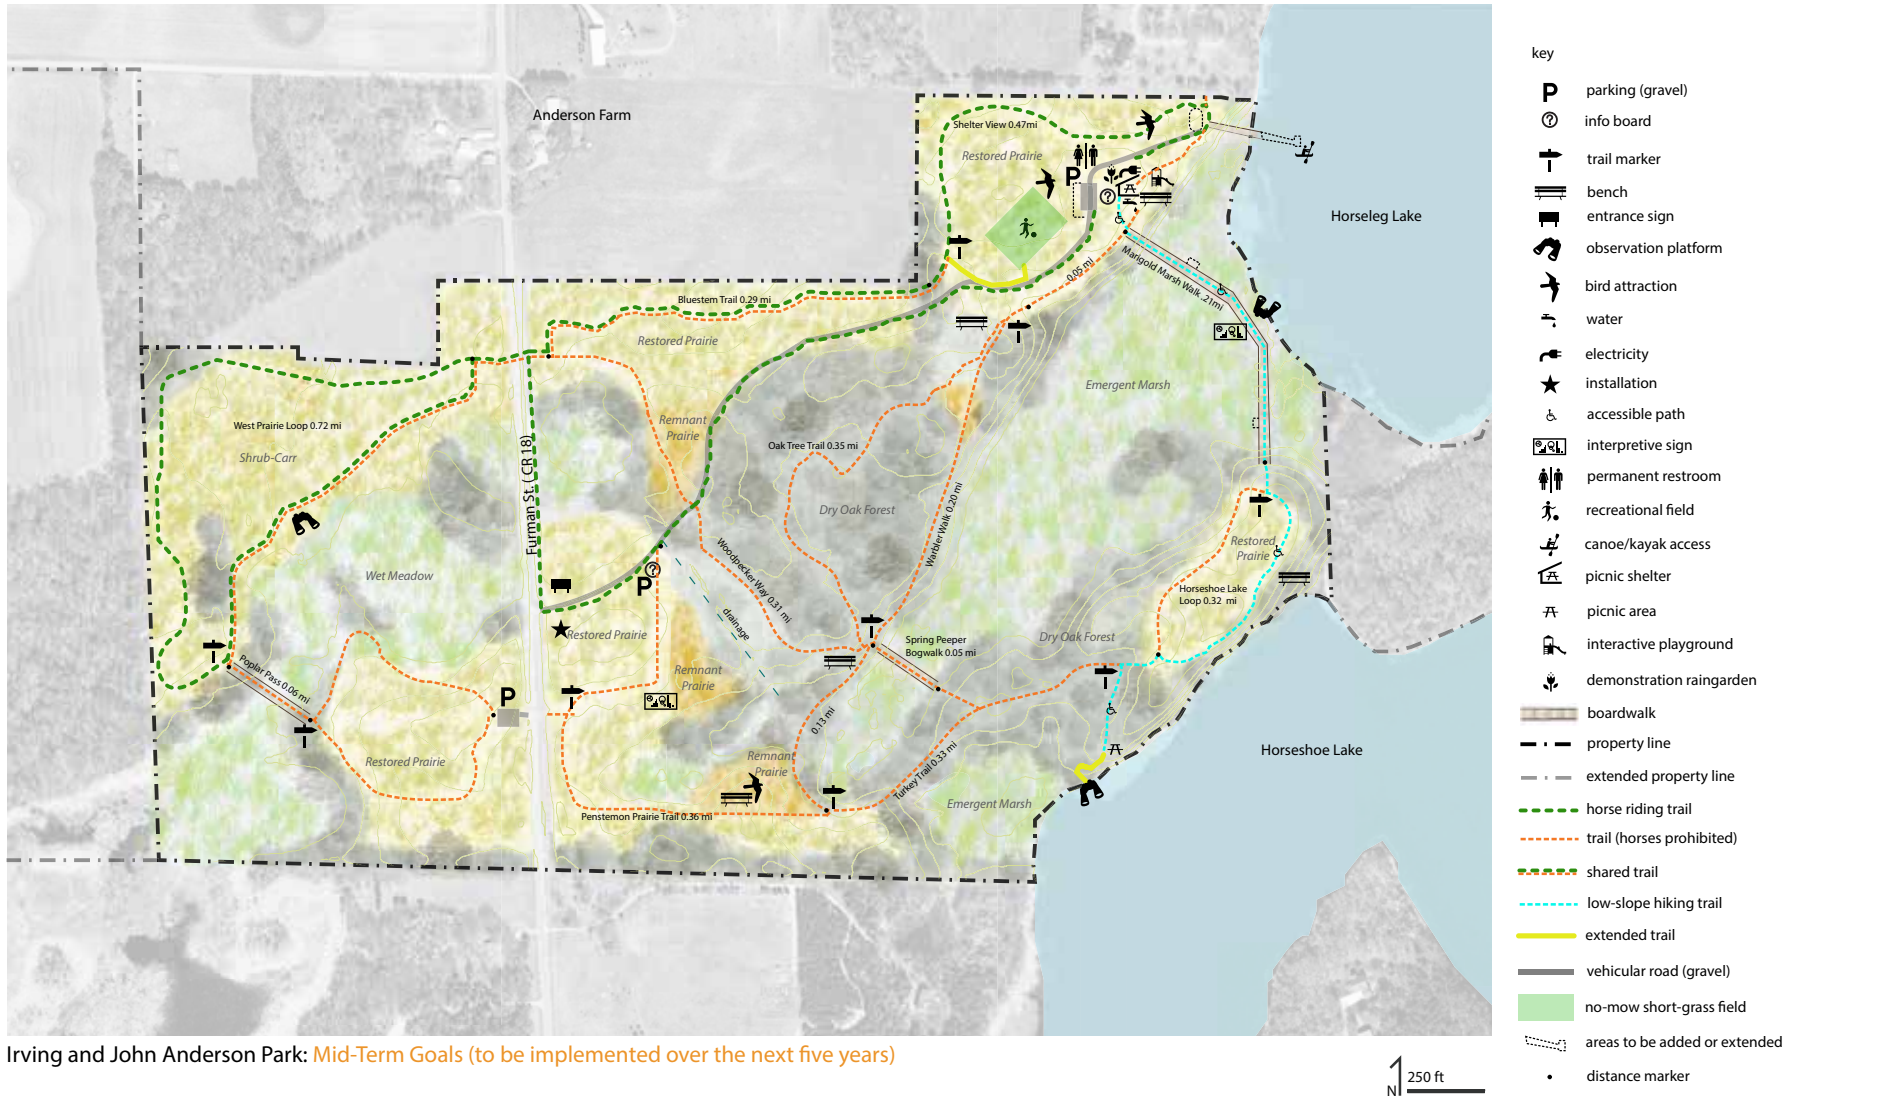 Anderson Farm
Shelter View 0.47mi
Restored Prairie
P
Horseleg Lake
0.05 mi
Marigold Marsh Walk .21mi
Bluestem Trail 0.29 mi
Restored Prairie
Emergent Marsh
West Prairie Loop 0.72 mi
Shrub-Carr
Remnant
Prairie
Oak Tree Trail 0.35 mi
Furman St. (CR 18)
Dry Oak Forest
Warbler Walk 0.20 mi
Restored
Prairie
Wet Meadow
Woodpecker Way 0.31 mi
P
drainage
Horseshoe Lake
Loop 0.32 mi
Restored Prairie
Spring Peeper
Bogwalk 0.05 mi
Dry Oak Forest
Poplar Pass 0.06 mi
Remnant
Prairie
P
0.13 mi
Horseshoe Lake
Restored Prairie
Remnant
Prairie
Turkey Trail 0.33 mi
Emergent Marsh
Penstemon Prairie Trail 0.36 mi
key
P parking (gravel)
? info board
trail marker
bench
entrance sign
observation platform
bird attraction
water
electricity
installation
accessible path
interpretive sign
permanent restroom
recreational field
canoe/kayak access
picnic shelter
picnic area
interactive playground
demonstration raingarden
boardwalk
property line
extended property line
horse riding trail
trail (horses prohibited)
shared trail
low-slope hiking trail
extended trail
vehicular road (gravel)
no-mow short-grass field
areas to be added or extended
distance marker
Irving and John Anderson Park: Mid-Term Goals (to be implemented over the next five years)
N 250 ft